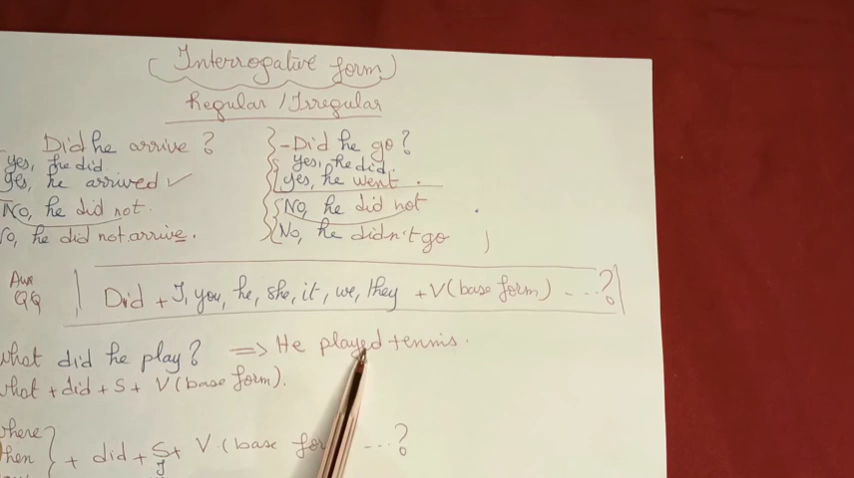 Interrogative form
Regular / Irregular
Did he arrive ?
yes, he did
yes, he arrived ✓
No, he did not.
No, he did not arrive.
- Did he go ?
yes, he did.
yes, he went.
No, he did not
No, he didn't go
Aux
QQ
Did + I, you, he, she, it, we, they + V (base form) ---- ?
what did he play ? => He played tennis.
what + did + S + V (base form).
where
when
+ did + S + V (base ---- ?